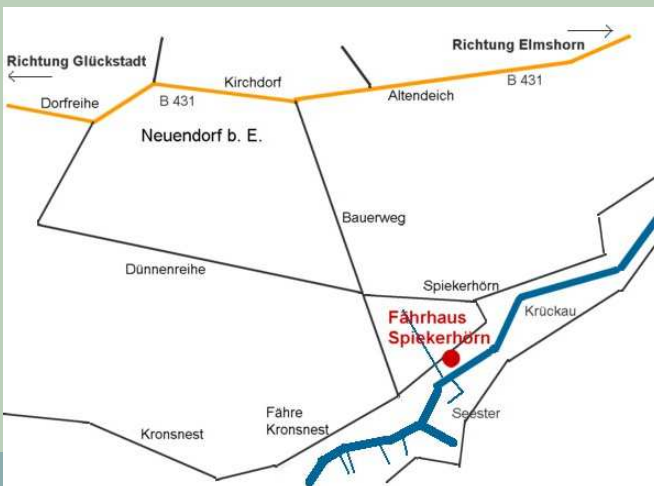 Richtung Elmshorn
Richtung Glückstadt
B 431
Kirchdorf
Dorfreihe
B 431
Altendeich
Neuendorf b. E.
Bauerweg
Dünnenreihe
Spiekerhörn
Krückau
Fährhaus
Spiekerhörn
Fähre
Kronsnest
Seester
Kronsnest